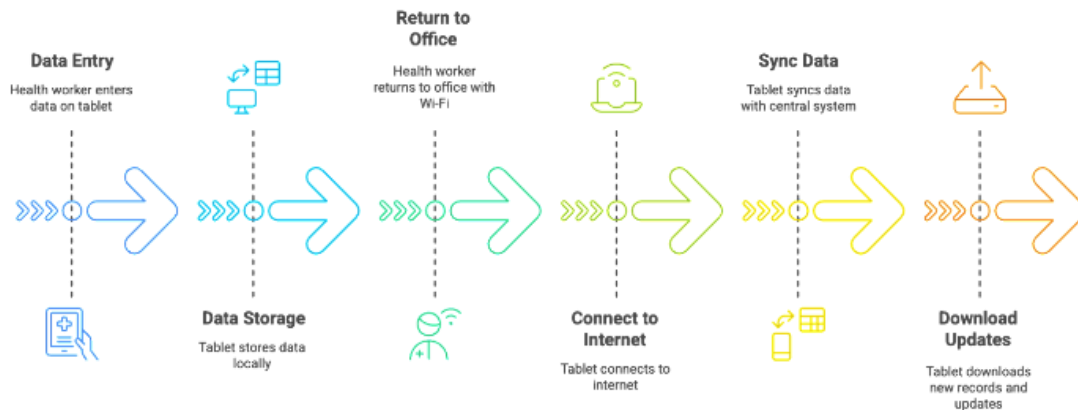 Data Entry
Health worker enters
data on tablet
Data Storage
Tablet stores data
locally
Return to
Office
Health worker
returns to office with
Wi-Fi
Connect to
Internet
Tablet connects to
internet
Sync Data
Tablet syncs data
with central system
Download
Updates
Tablet downloads
new records and
updates